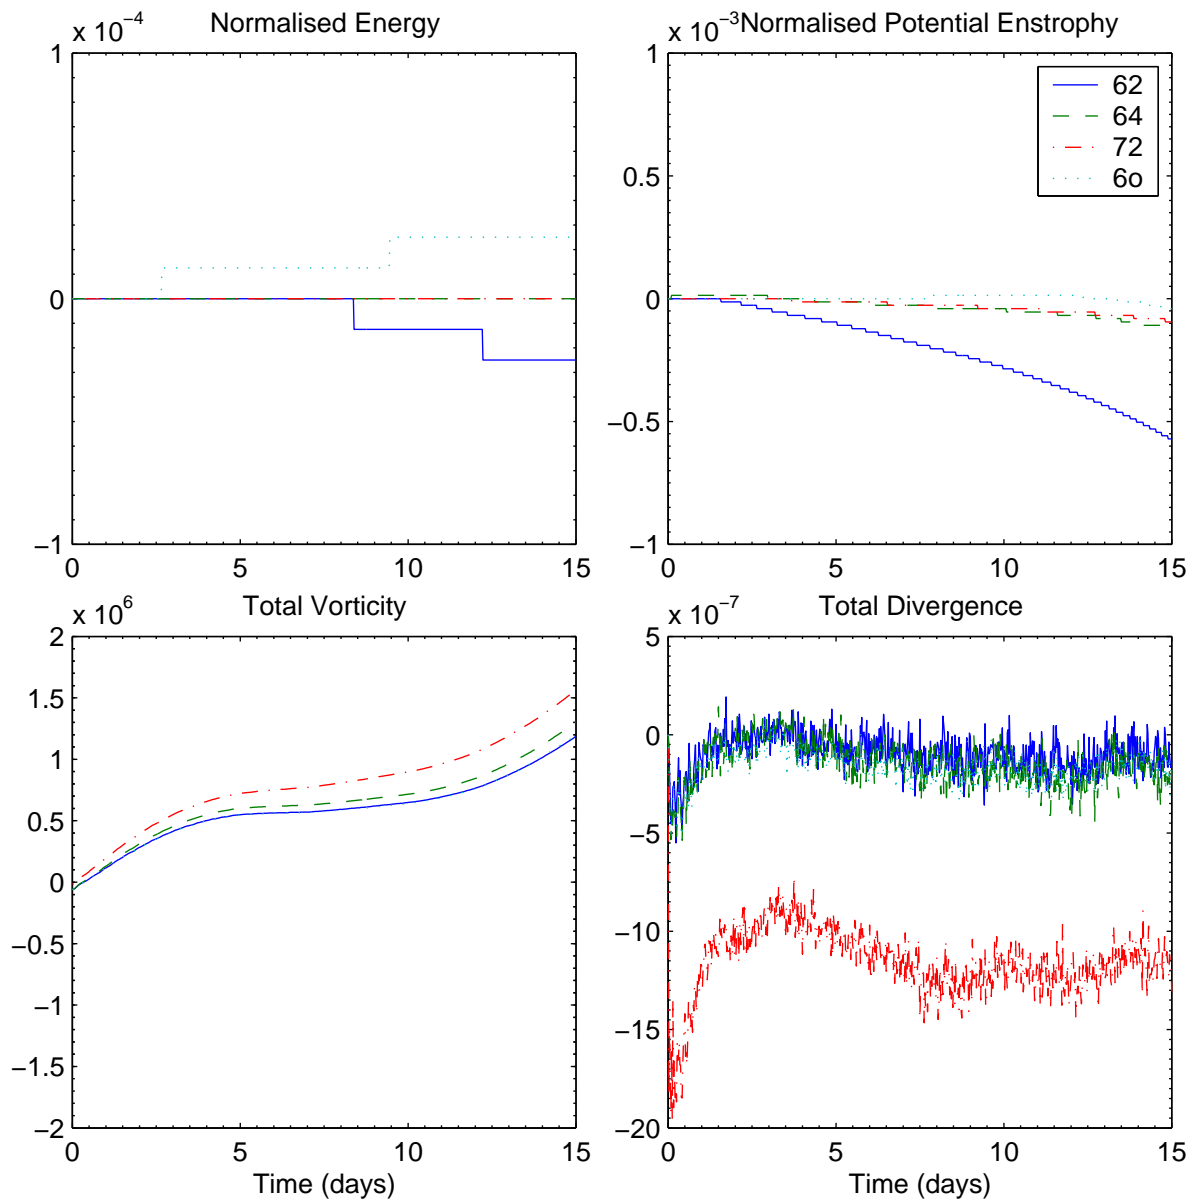 x 10−4
Normalised Energy
1
0
−1
0 5 10 15
x 10−3
Normalised Potential Enstrophy
1
0.5
0
−0.5
−1
0 5 10 15
62
64
72
6o
x 10^6
Total Vorticity
2
1.5
1
0.5
0
−0.5
−1
−1.5
−2
0 5 10 15
Time (days)
x 10−7
Total Divergence
5
0
−5
−10
−15
−20
0 5 10 15
Time (days)